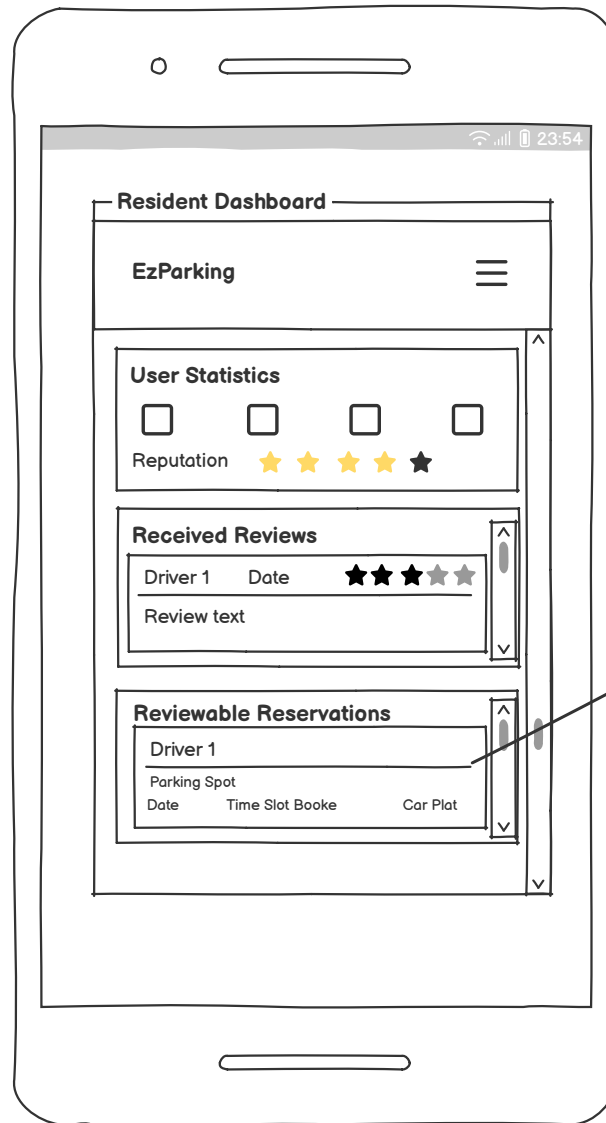 23:54
Resident Dashboard
EzParking
User Statistics
Reputation
Received Reviews
Driver 1 Date
Review text
Reviewable Reservations
Driver 1
Parking Spot
Date Time Slot Booke Car Plat